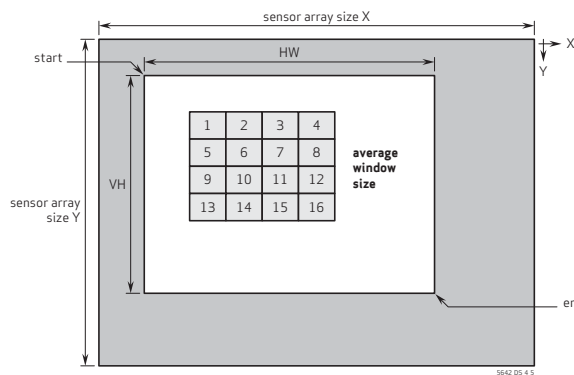 sensor array size X
X
Y
start
HW
1 2 3 4
5 6 7 8
9 10 11 12
13 14 15 16
average
window
size
VH
sensor array
size Y
er
5642 DS 4 5